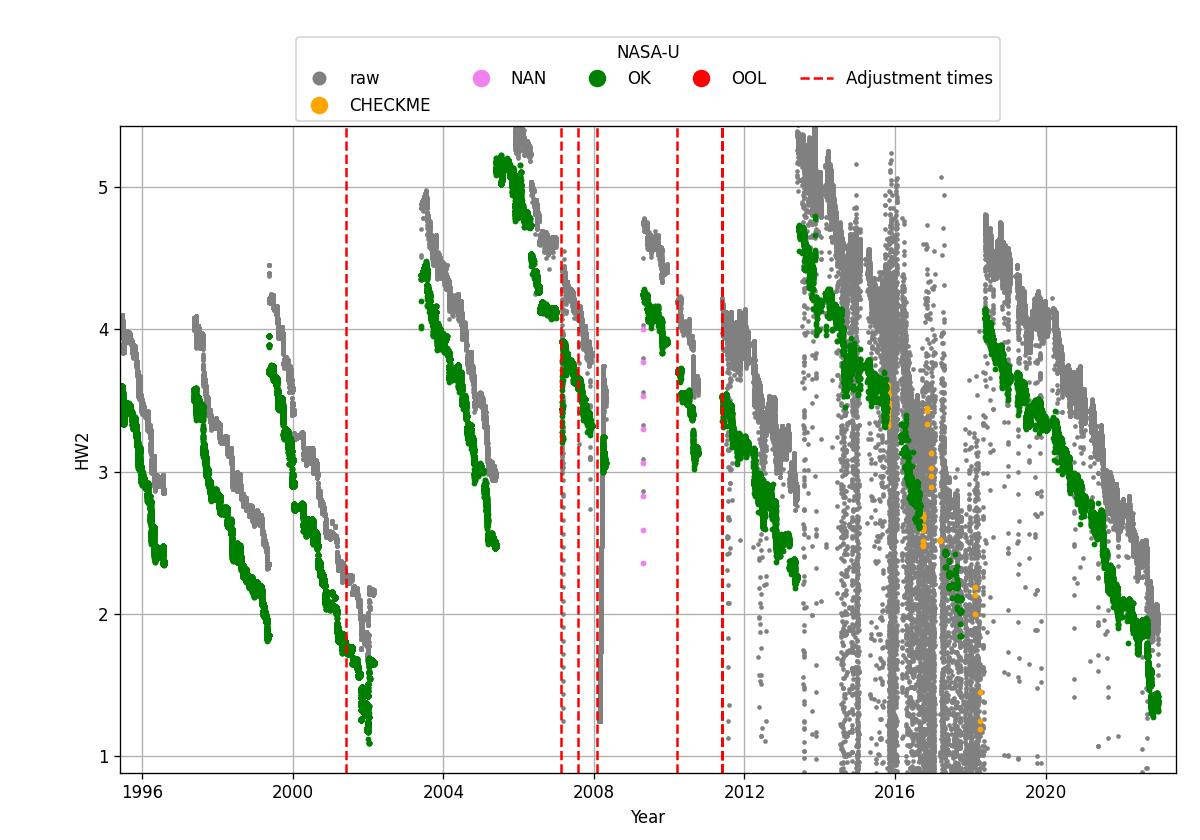 NASA-U
raw NAN OK OOL Adjustment times
CHECKME
5
4
3
2
1
HW2
1996 2000 2004 2008 2012 2016 2020
Year